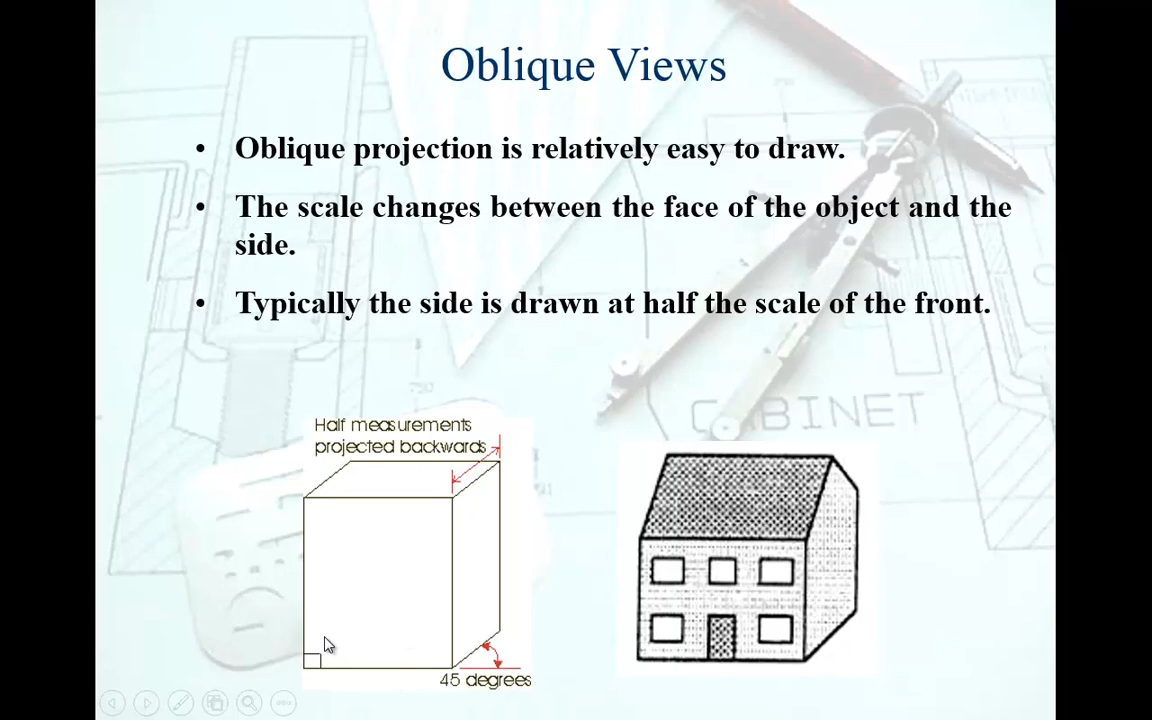 Oblique Views
• Oblique projection is relatively easy to draw.
• The scale changes between the face of the object and the
side.
• Typically the side is drawn at half the scale of the front.
CABINET
Half measurements
projected backwards
45 degrees